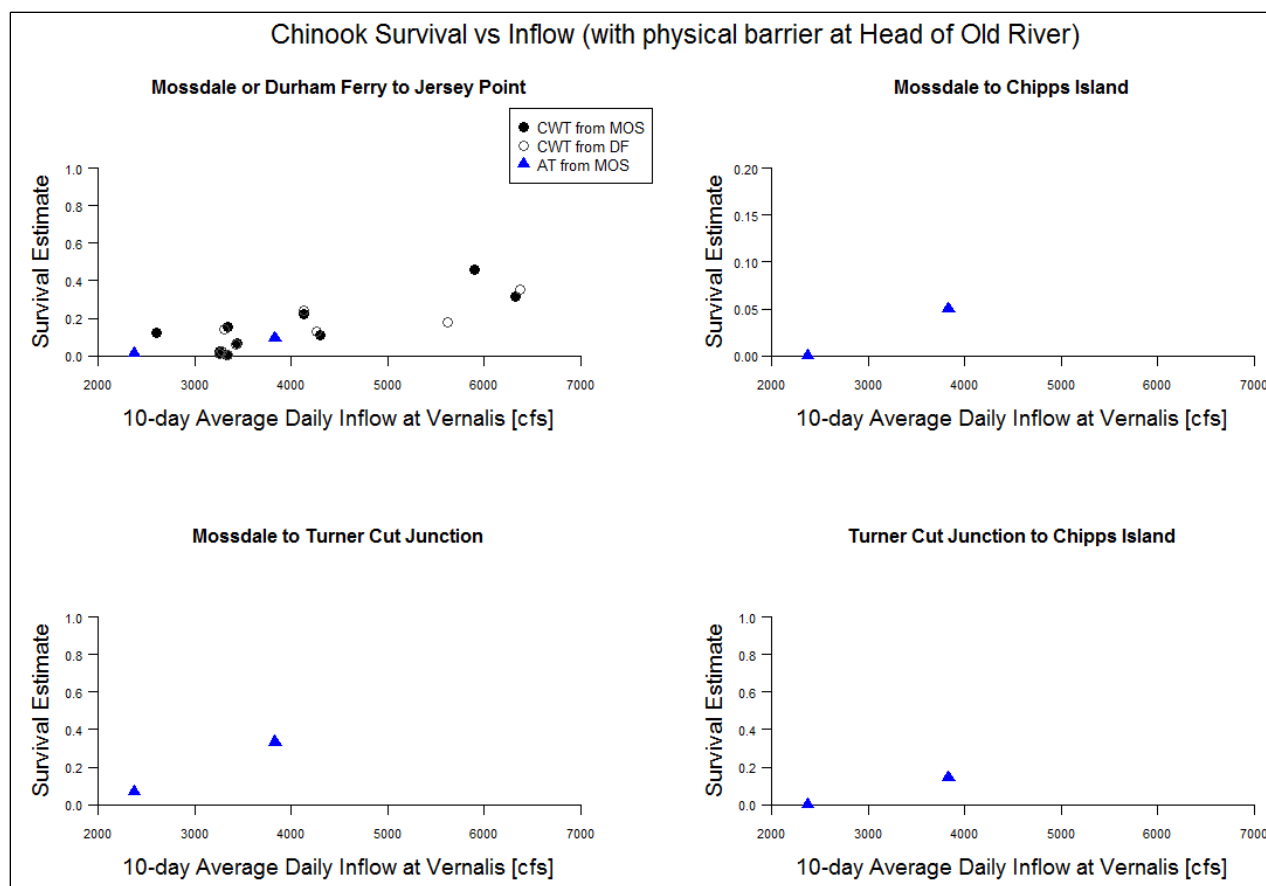 Chinook Survival vs Inflow (with physical barrier at Head of Old River)
Mossdale or Durham Ferry to Jersey Point
CWT from MOS
CWT from DF
AT from MOS
Survival Estimate
1.0
0.8
0.6
0.4
0.2
0.0
2000 3000 4000 5000 6000 7000
10-day Average Daily Inflow at Vernalis [cfs]
Mossdale to Chipps Island
Survival Estimate
0.20
0.15
0.10
0.05
0.00
2000 3000 4000 5000 6000 7000
10-day Average Daily Inflow at Vernalis [cfs]
Mossdale to Turner Cut Junction
Survival Estimate
1.0
0.8
0.6
0.4
0.2
0.0
2000 3000 4000 5000 6000 7000
10-day Average Daily Inflow at Vernalis [cfs]
Turner Cut Junction to Chipps Island
Survival Estimate
1.0
0.8
0.6
0.4
0.2
0.0
2000 3000 4000 5000 6000 7000
10-day Average Daily Inflow at Vernalis [cfs]